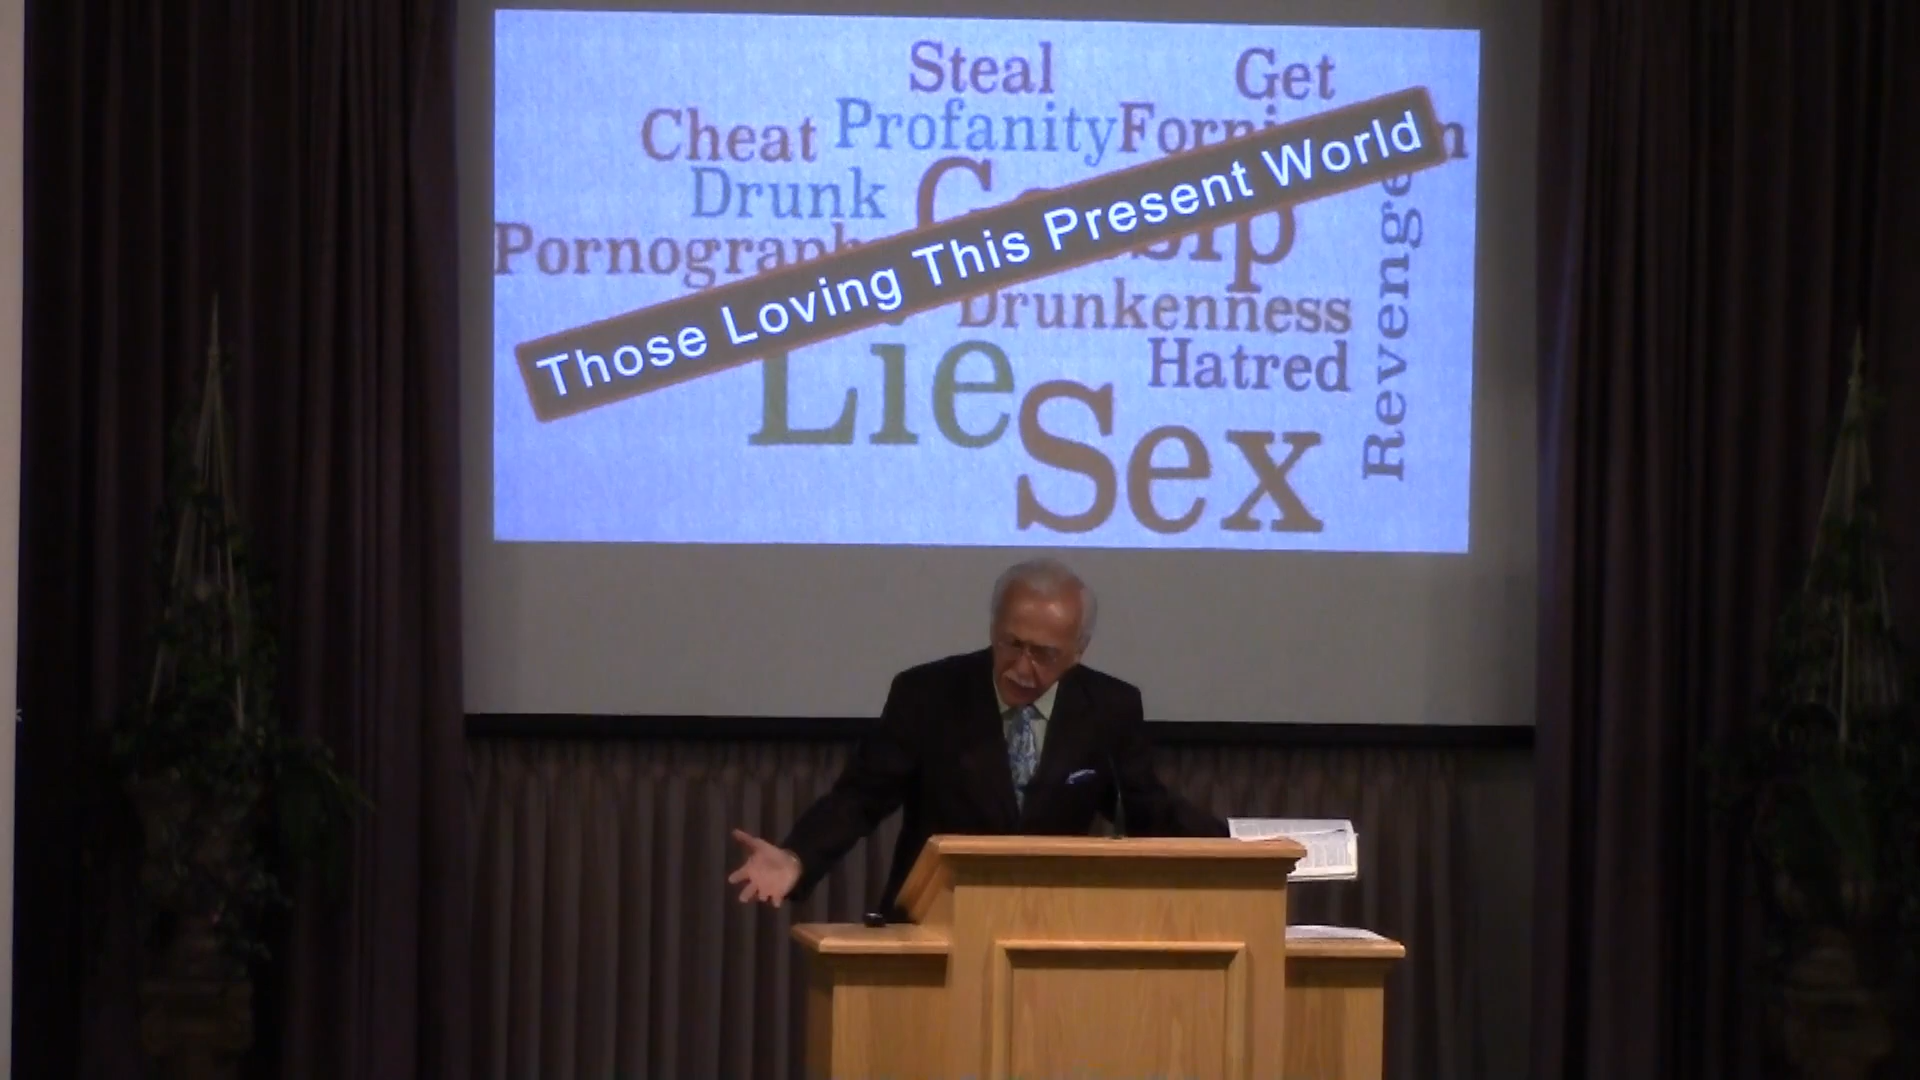 Steal Get
Cheat Profanity
Drunk
Those Loving This Present World
Drunkenness
Hatred
Lie
Sex
Revenge